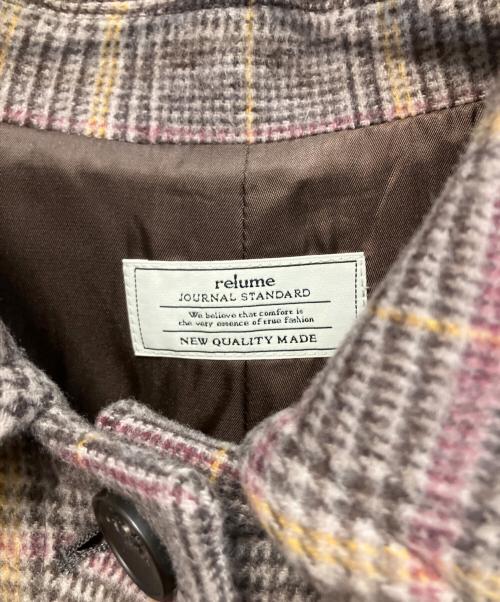 relume
JOURNAL STANDARD
We believe that comfort is
the very essence of true fashion
NEW QUALITY MADE